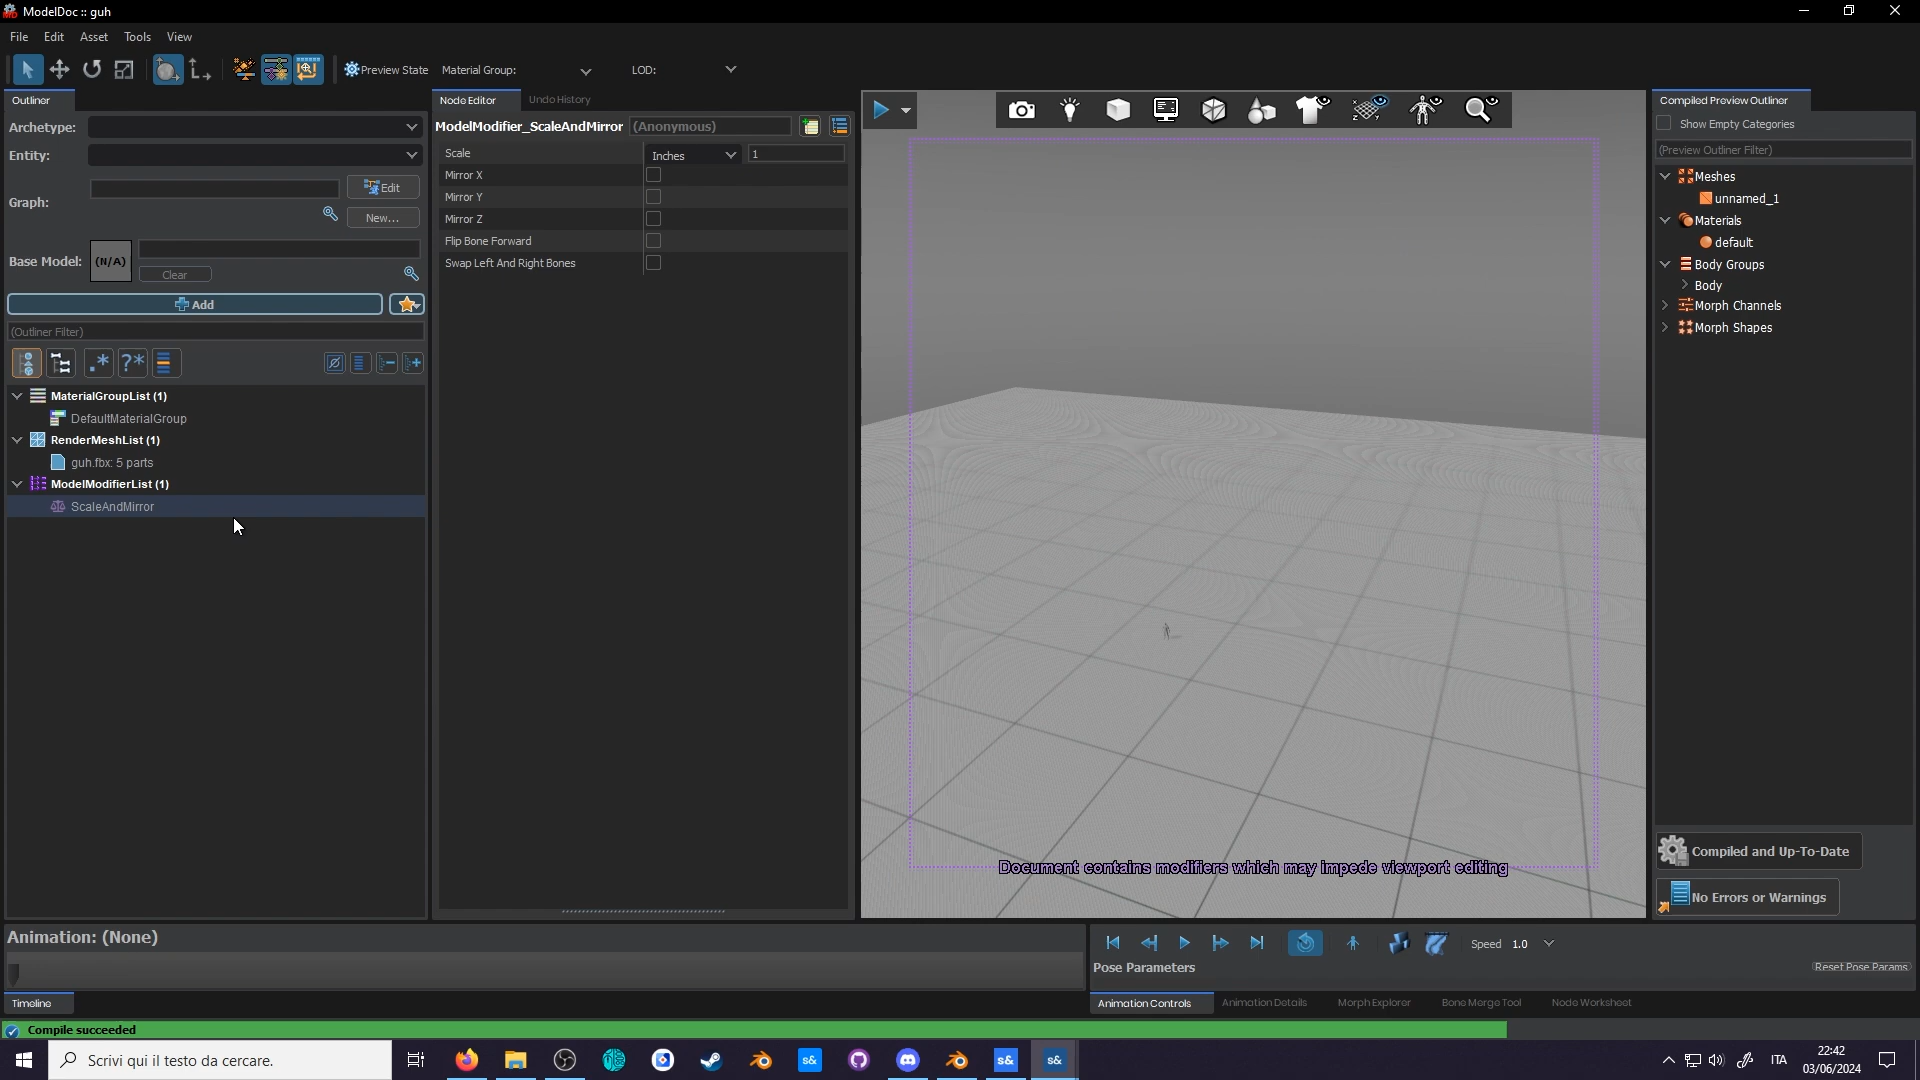 ModelDoc :: guh
File Edit Asset Tools View
Preview State Material Group: LOD:
Outliner
Archetype:
Entity:
Graph:
Edit
New...
Base Model:
(N/A)
Clear
Add
(Outliner Filter)
.* ?*
MaterialGroupList (1)
DefaultMaterialGroup
RenderMeshList (1)
guh.fbx: 5 parts
ModelModifierList (1)
ScaleAndMirror
Node Editor Undo History
ModelModifier_ScaleAndMirror (Anonymous)
Scale Inches 1
Mirror X
Mirror Y
Mirror Z
Flip Bone Forward
Swap Left And Right Bones
Document contains modifiers which may impede viewport editing
Compiled Preview Outliner
Show Empty Categories
(Preview Outliner Filter)
Meshes
unnamed_1
Materials
default
Body Groups
Body
Morph Channels
Morph Shapes
Compiled and Up-To-Date
No Errors or Warnings
Animation: (None)
Timeline
Speed 1.0
Pose Parameters
Reset Pose Params
Animation Controls Animation Details Morph Explorer Bone Merge Tool Node Worksheet
Compile succeeded
Scrivi qui il testo da cercare.
s& s& s&
ITA
22:42
03/06/2024